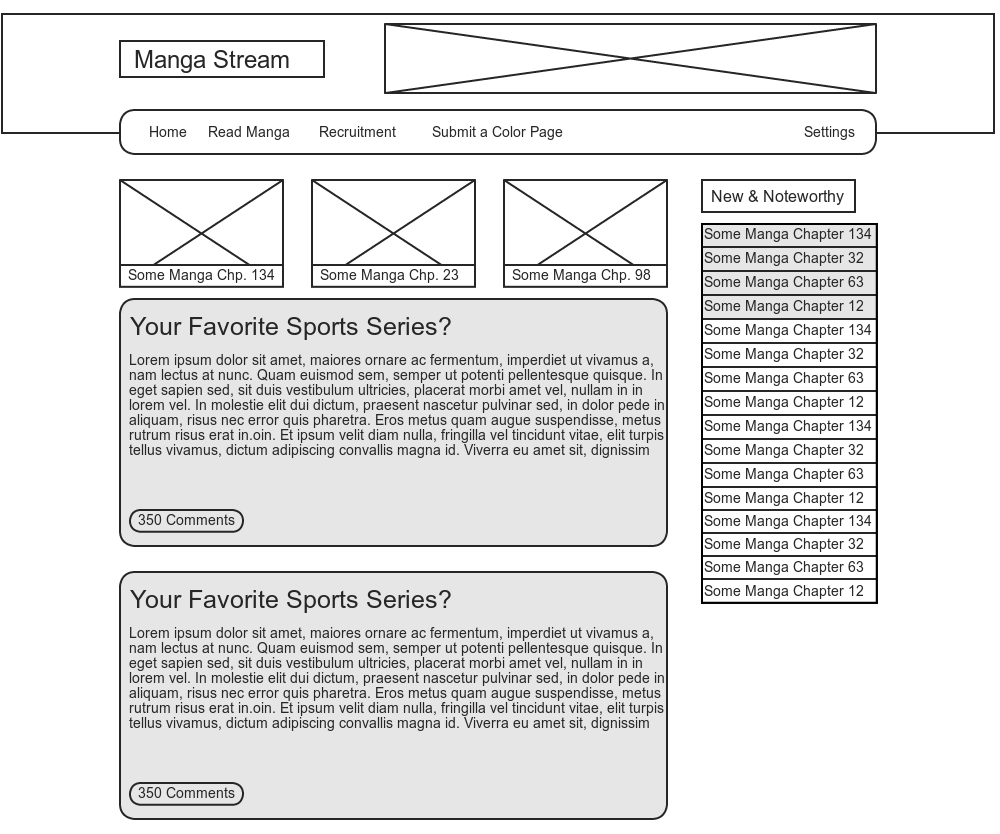 Manga Stream
Home Read Manga Recruitment Submit a Color Page Settings
Some Manga Chp. 134
Some Manga Chp. 23
Some Manga Chp. 98
Your Favorite Sports Series?
Lorem ipsum dolor sit amet, maiores ornare ac fermentum, imperdiet ut vivamus a,
nam lectus at nunc. Quam euismod sem, semper ut potenti pellentesque quisque. In
eget sapien sed, sit duis vestibulum ultricies, placerat morbi amet vel, nullam in in
lorem vel. In molestie elit dui dictum, praesent nascetur pulvinar sed, in dolor pede in
aliquam, risus nec error quis pharetra. Eros metus quam augue suspendisse, metus
rutrum risus erat in.oin. Et ipsum velit diam nulla, fringilla vel tincidunt vitae, elit turpis
tellus vivamus, dictum adipiscing convallis magna id. Viverra eu amet sit, dignissim
350 Comments
Your Favorite Sports Series?
Lorem ipsum dolor sit amet, maiores ornare ac fermentum, imperdiet ut vivamus a,
nam lectus at nunc. Quam euismod sem, semper ut potenti pellentesque quisque. In
eget sapien sed, sit duis vestibulum ultricies, placerat morbi amet vel, nullam in in
lorem vel. In molestie elit dui dictum, praesent nascetur pulvinar sed, in dolor pede in
aliquam, risus nec error quis pharetra. Eros metus quam augue suspendisse, metus
rutrum risus erat in.oin. Et ipsum velit diam nulla, fringilla vel tincidunt vitae, elit turpis
tellus vivamus, dictum adipiscing convallis magna id. Viverra eu amet sit, dignissim
350 Comments
New & Noteworthy
Some Manga Chapter 134
Some Manga Chapter 32
Some Manga Chapter 63
Some Manga Chapter 12
Some Manga Chapter 134
Some Manga Chapter 32
Some Manga Chapter 63
Some Manga Chapter 12
Some Manga Chapter 134
Some Manga Chapter 32
Some Manga Chapter 63
Some Manga Chapter 12
Some Manga Chapter 134
Some Manga Chapter 32
Some Manga Chapter 63
Some Manga Chapter 12